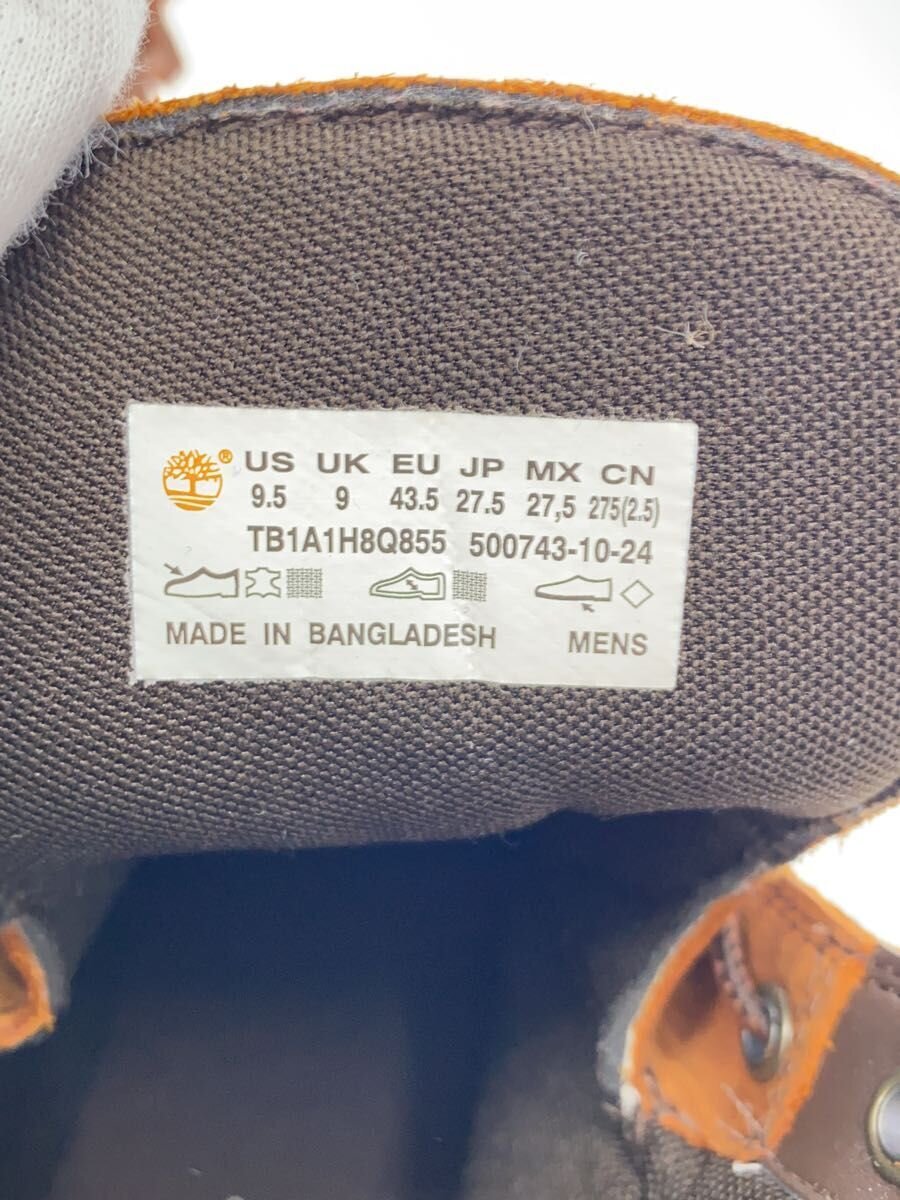 ® US UK EU JP MX CN
9.5 9 43.5 27.5 27,5 275(2.5)
TB1A1H8Q855 500743-10-24
MADE IN BANGLADESH MENS